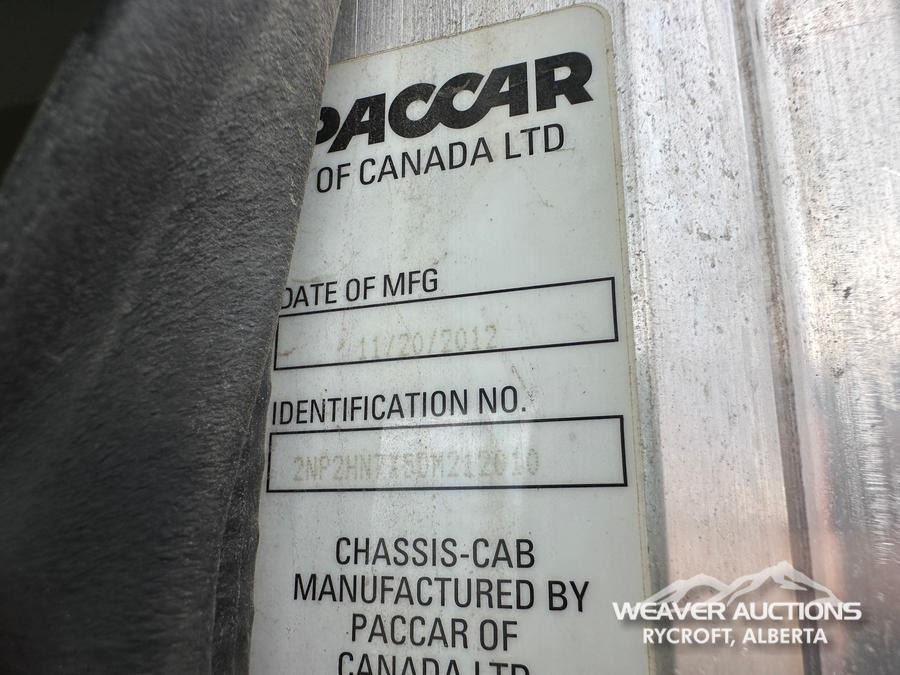 PACCAR
OF CANADA LTD
DATE OF MFG
11/20/2012
IDENTIFICATION NO.
CHASSIS-CAB
MANUFACTURED BY
PACCAR OF
CANADA LTD
WEAVER AUCTIONS
RYCROFT, ALBERTA